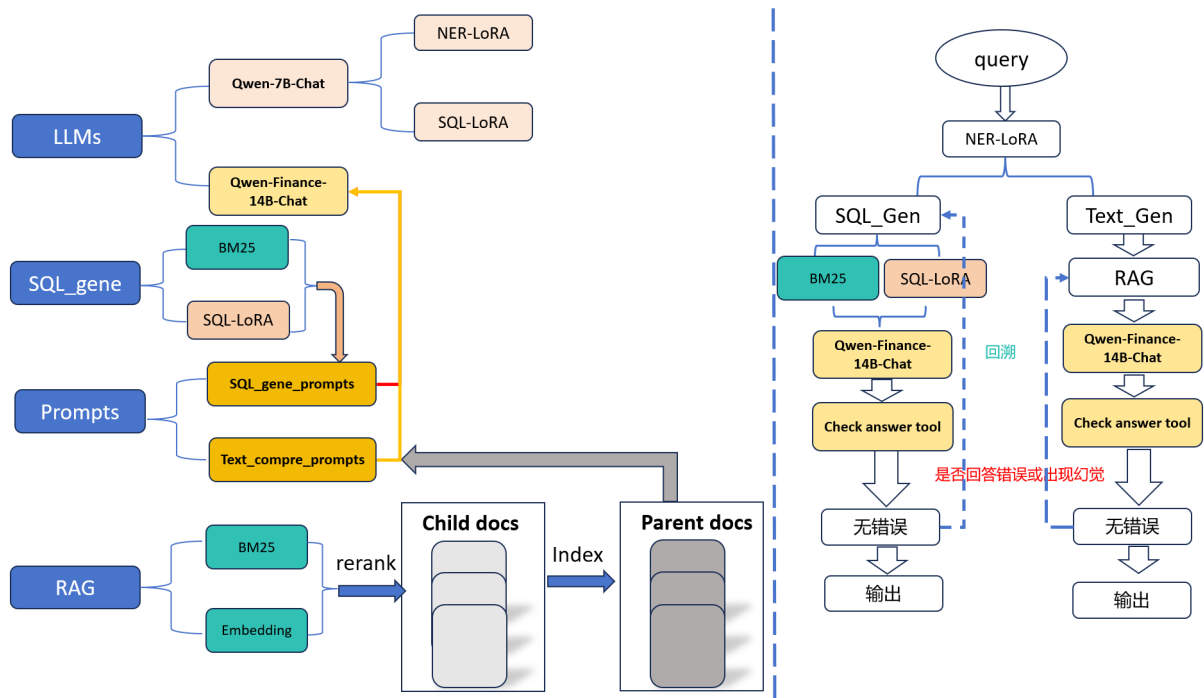 LLMs
Qwen-7B-Chat
NER-LoRA
SQL-LoRA
Qwen-Finance-
14B-Chat
SQL_gene
BM25
SQL-LoRA
Prompts
SQL_gene_prompts
Text_compre_prompts
RAG
BM25
Embedding
rerank
Child docs
Index
Parent docs
query
NER-LoRA
SQL_Gen
BM25
SQL-LoRA
Qwen-Finance-
14B-Chat
Check answer tool
无错误
输出
回溯
是否回答错误或出现幻觉
Text_Gen
RAG
Qwen-Finance-
14B-Chat
Check answer tool
无错误
输出